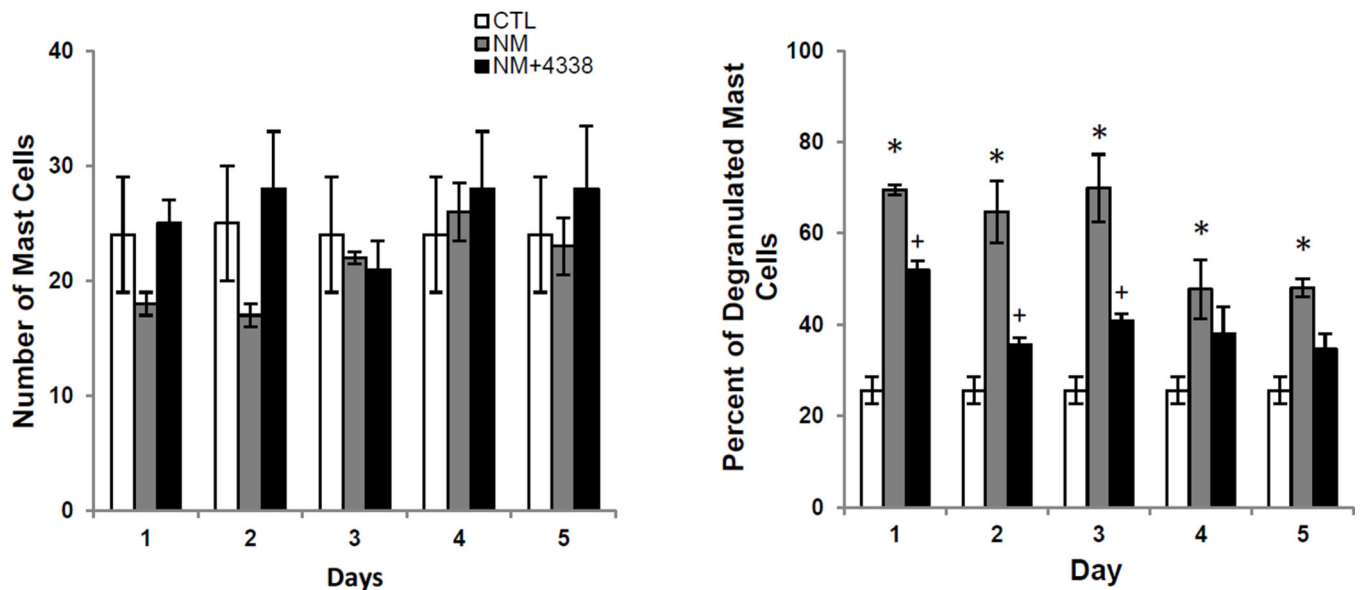 CTL
NM
NM+4338
Number of Mast Cells
40
30
20
10
0
1 2 3 4 5
Days
Percent of Degranulated Mast
Cells
100
80
60
40
20
0
* * * * *
+ + +
1 2 3 4 5
Day